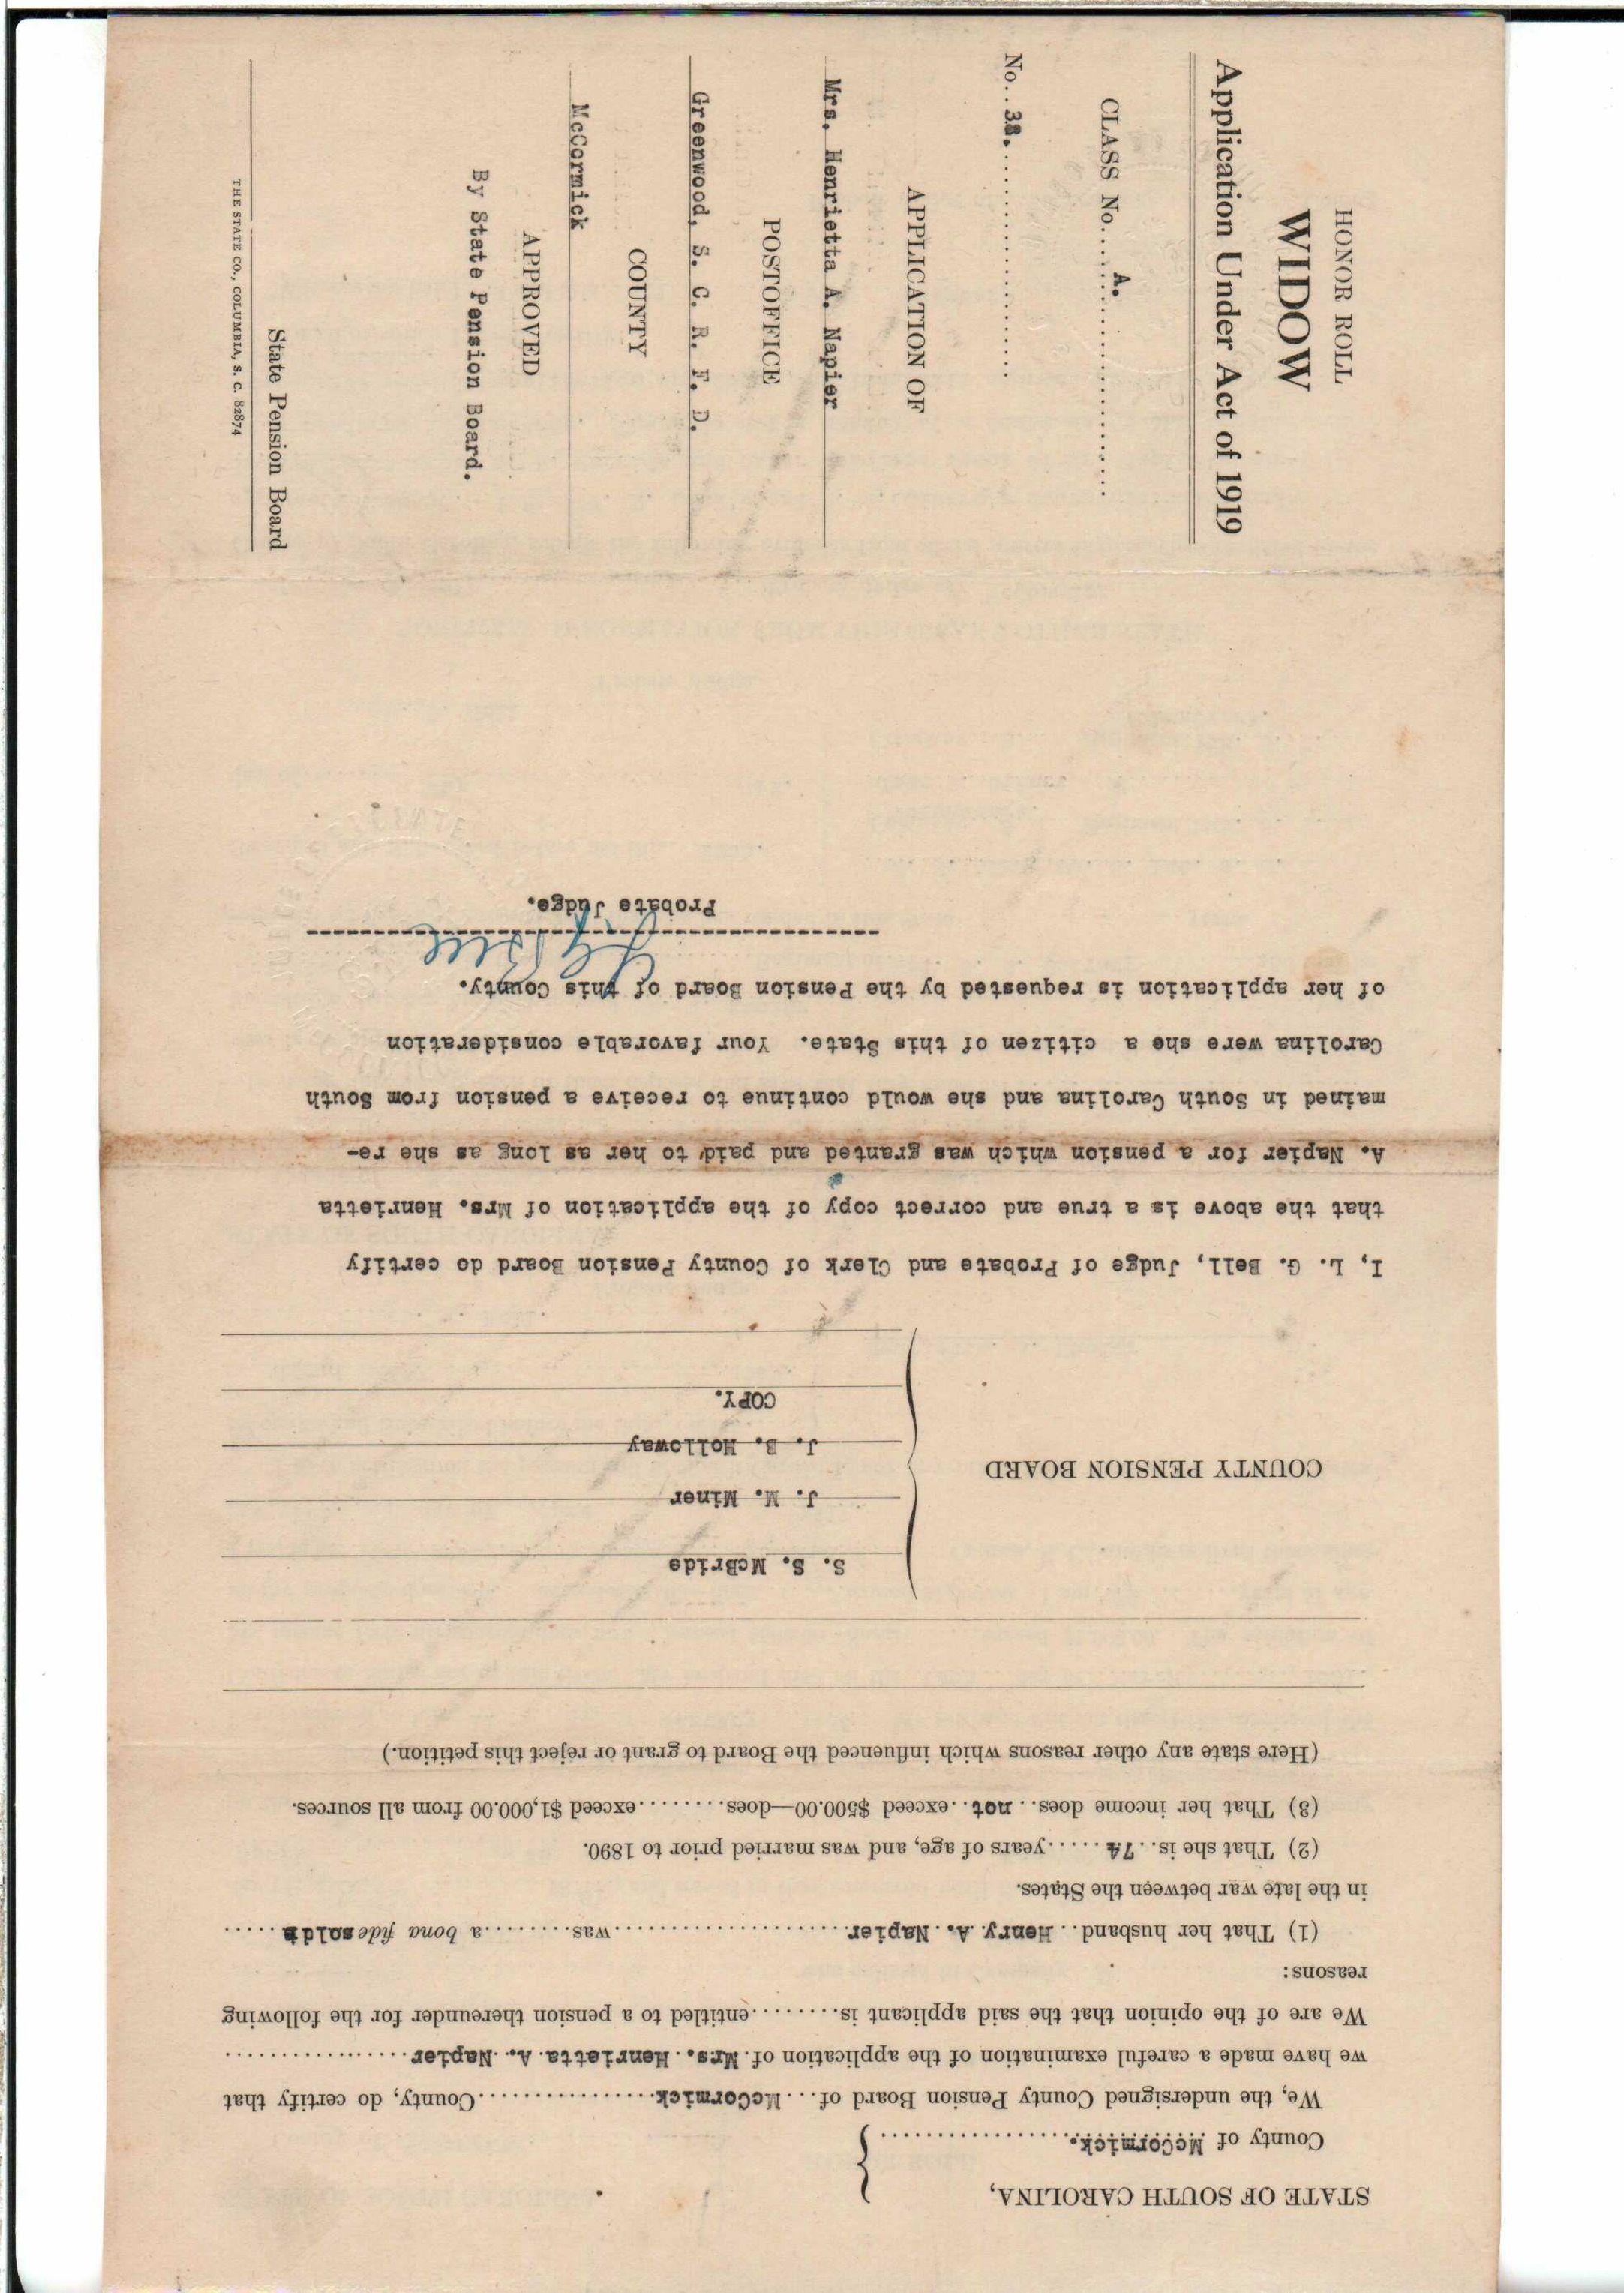 HONOR ROLL
WIDOW
Application Under Act of 1919
CLASS No....A...............
No..38......................
APPLICATION OF
Mrs. Henrietta A. Napier
POSTOFFICE
Greenwood, S. C. R. F. D.
COUNTY
McCormick
APPROVED
By State Pension Board.
State Pension Board
THE STATE CO., COLUMBIA, S. C. 82874
STATE OF SOUTH CAROLINA,
County of McCormick.................
We, the undersigned County Pension Board of...McCormick.................County, do certify that
we have made a careful examination of the application of Mrs. Henrietta A. Napier.................
We are of the opinion that the said applicant is.........entitled to a pension thereunder for the following
reasons:
(1) That her husband..Henry A. Napier......................was.........a bona fide soldi.....
in the late war between the States.
(2) That she is..74.....years of age, and was married prior to 1890.
(3) That her income does..not..exceed $500.00—does........exceed $1,000.00 from all sources.
(Here state any other reasons which influenced the Board to grant or reject this petition.)
COUNTY PENSION BOARD
S. S. McBride
J. M. Miner
J. B. Holloway
COPY.
I, L. G. Bell, Judge of Probate and Clerk of County Pension Board do certify
that the above is a true and correct copy of the application of Mrs. Henrietta
A. Napier for a pension which was granted and paid to her as long as she re-
mained in South Carolina and she would continue to receive a pension from South
Carolina were she a citizen of this State. Your favorable consideration
of her application is requested by the Pension Board of this County.
L G Bell
Probate Judge.